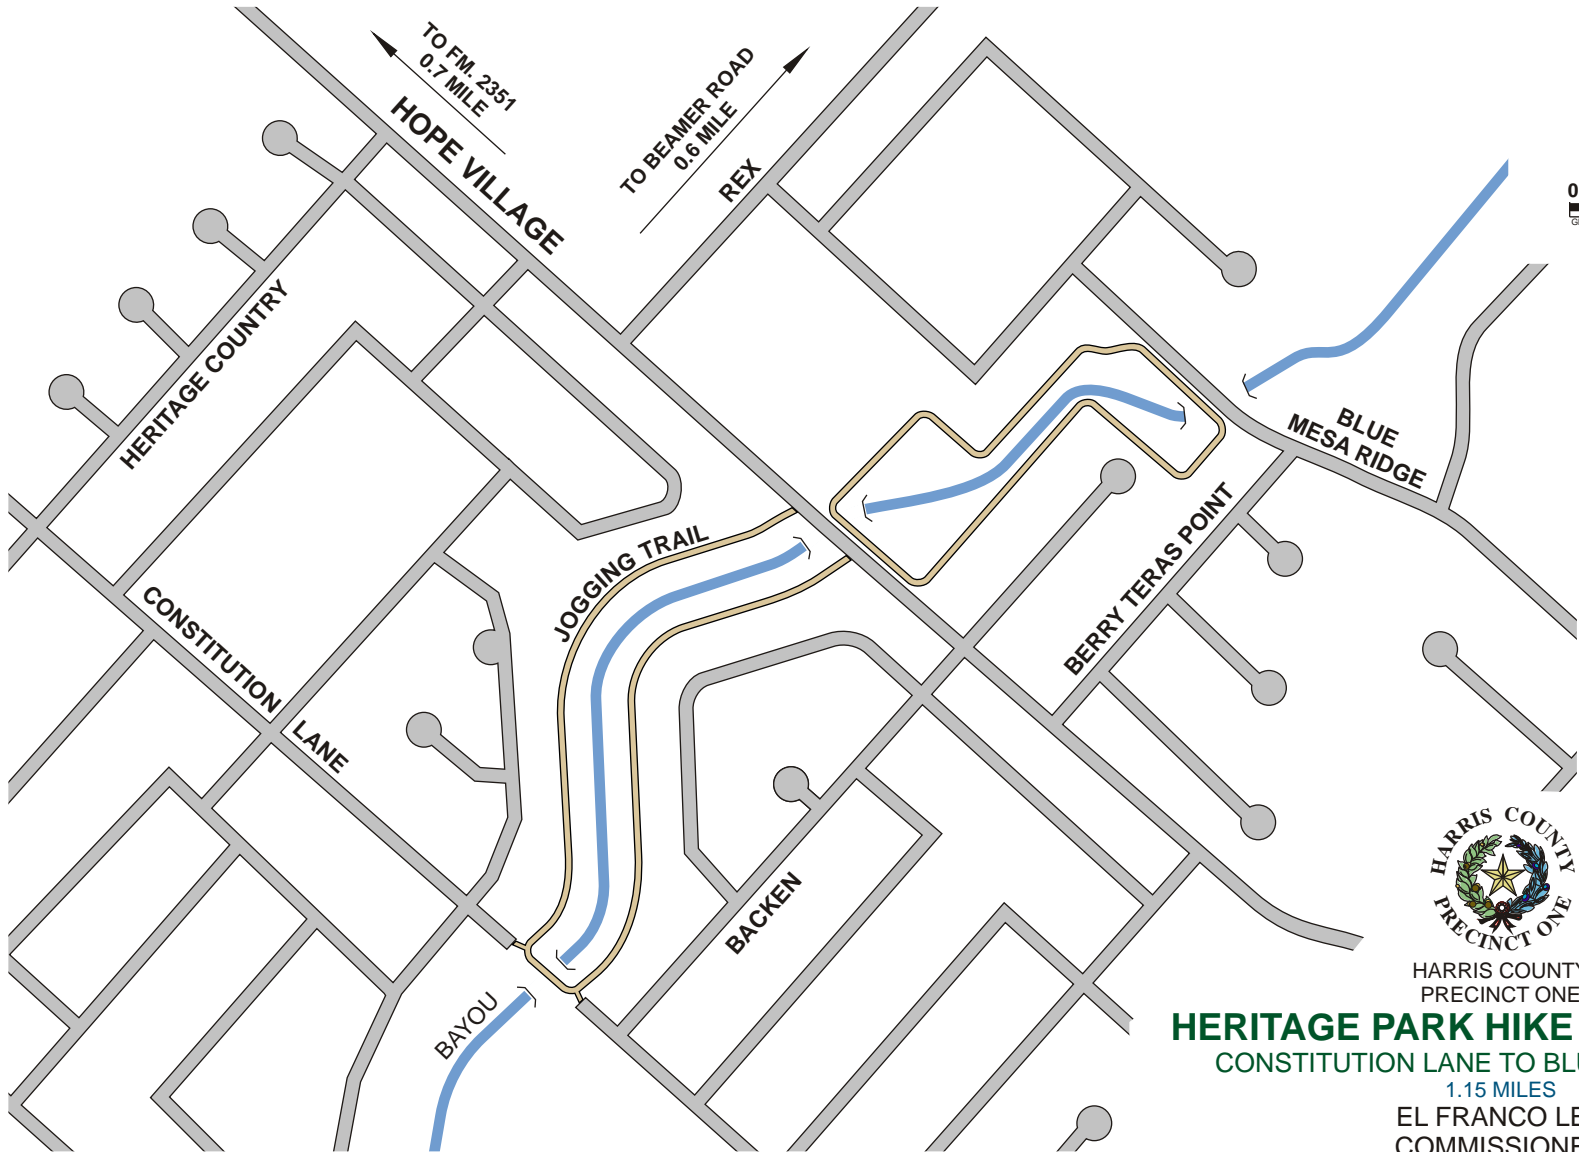 TO FM. 2351
0.7 MILE
HOPE VILLAGE
TO BEAMER ROAD
0.6 MILE
REX
0
HERITAGE COUNTRY
BLUE
MESA RIDGE
JOGGING TRAIL
BERRY TERAS POINT
CONSTITUTION
LANE
BACKEN
BAYOU
HARRIS COUNTY
PRECINCT ONE
HARRIS COUNTY
PRECINCT ONE
HERITAGE PARK HIKE
CONSTITUTION LANE TO BLU
1.15 MILES
EL FRANCO LE
COMMISSIONE